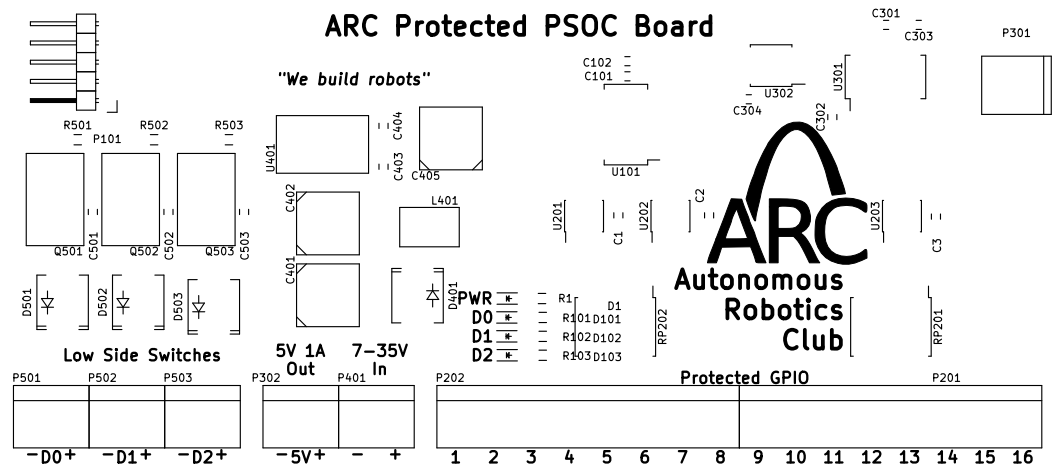 ARC Protected PSOC Board
C301
C303
P301
C102
C101
"We build robots"
U301
U302
C304
C302
R501
R502
R503
P101
C404
U401
C403
C405
U101
C402
L401
C2
U201
U202
U203
C1
C3
ARC
Q501
C501
Q502
C502
Q503
C503
C401
Autonomous
Robotics
Club
D501
D502
D503
D401
PWR
R1
D1
D0
R101
D101
D1
R102
D102
D2
R103
D103
RP202
RP201
Low Side Switches
5V 1A
Out
7-35V
In
P501
P502
P503
P302
P401
P202
Protected GPIO
P201
-D0+
-D1+
-D2+
-5V+
- +
1 2 3 4 5 6 7 8 9 10 11 12 13 14 15 16